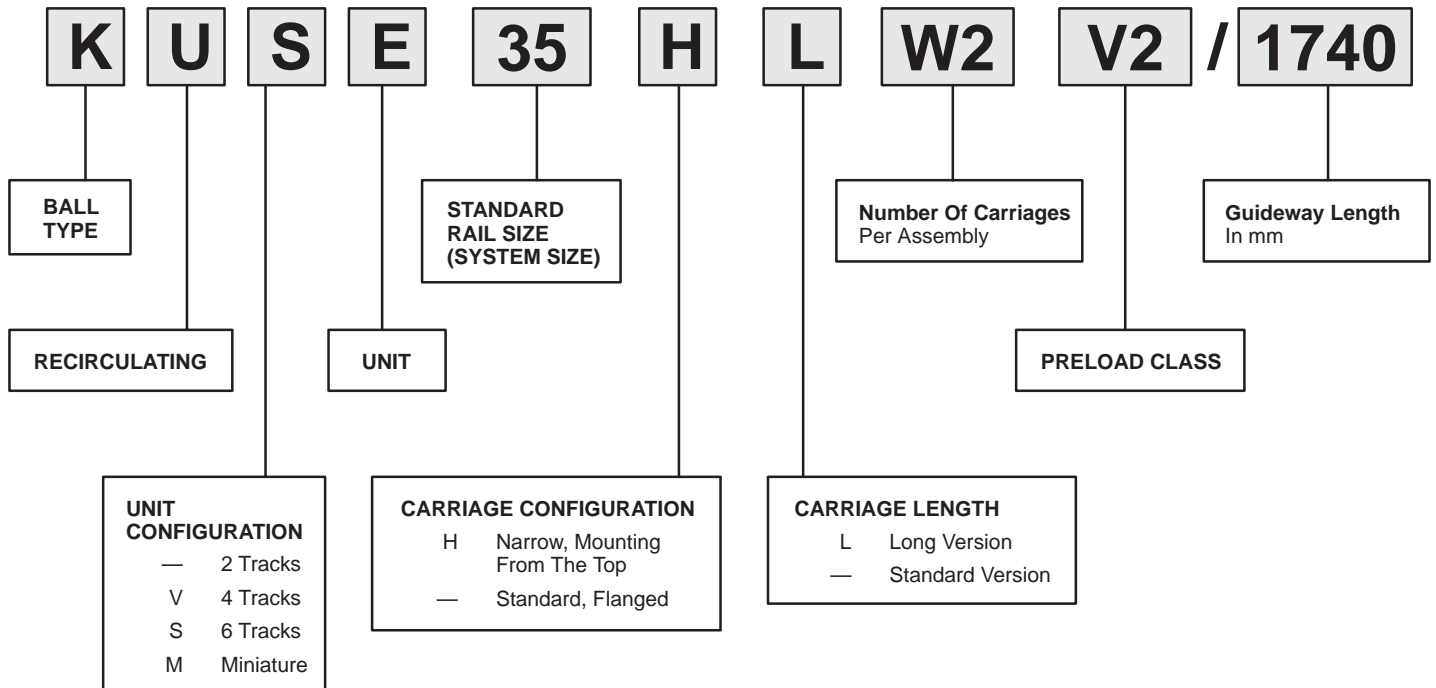 K U S E 35 H L W2 V2 / 1740
BALL
TYPE
STANDARD
RAIL SIZE
(SYSTEM SIZE)
Number Of Carriages
Per Assembly
Guideway Length
In mm
RECIRCULATING
UNIT
PRELOAD CLASS
UNIT
CONFIGURATION
— 2 Tracks
V 4 Tracks
S 6 Tracks
M Miniature
CARRIAGE CONFIGURATION
H Narrow, Mounting
From The Top
— Standard, Flanged
CARRIAGE LENGTH
L Long Version
— Standard Version